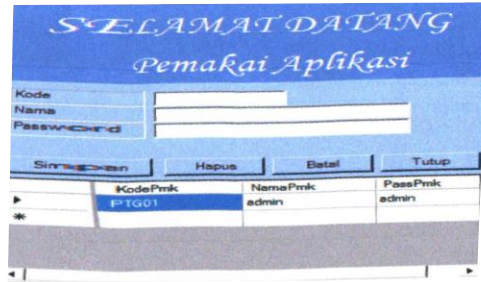 SELAMAT DATANG
Pemakai Aplikasi
Kode
Nama
Password
Simpan Hapus Batal Tutup
KodePmk NamaPmk PassPmk
PTG01 admin admin